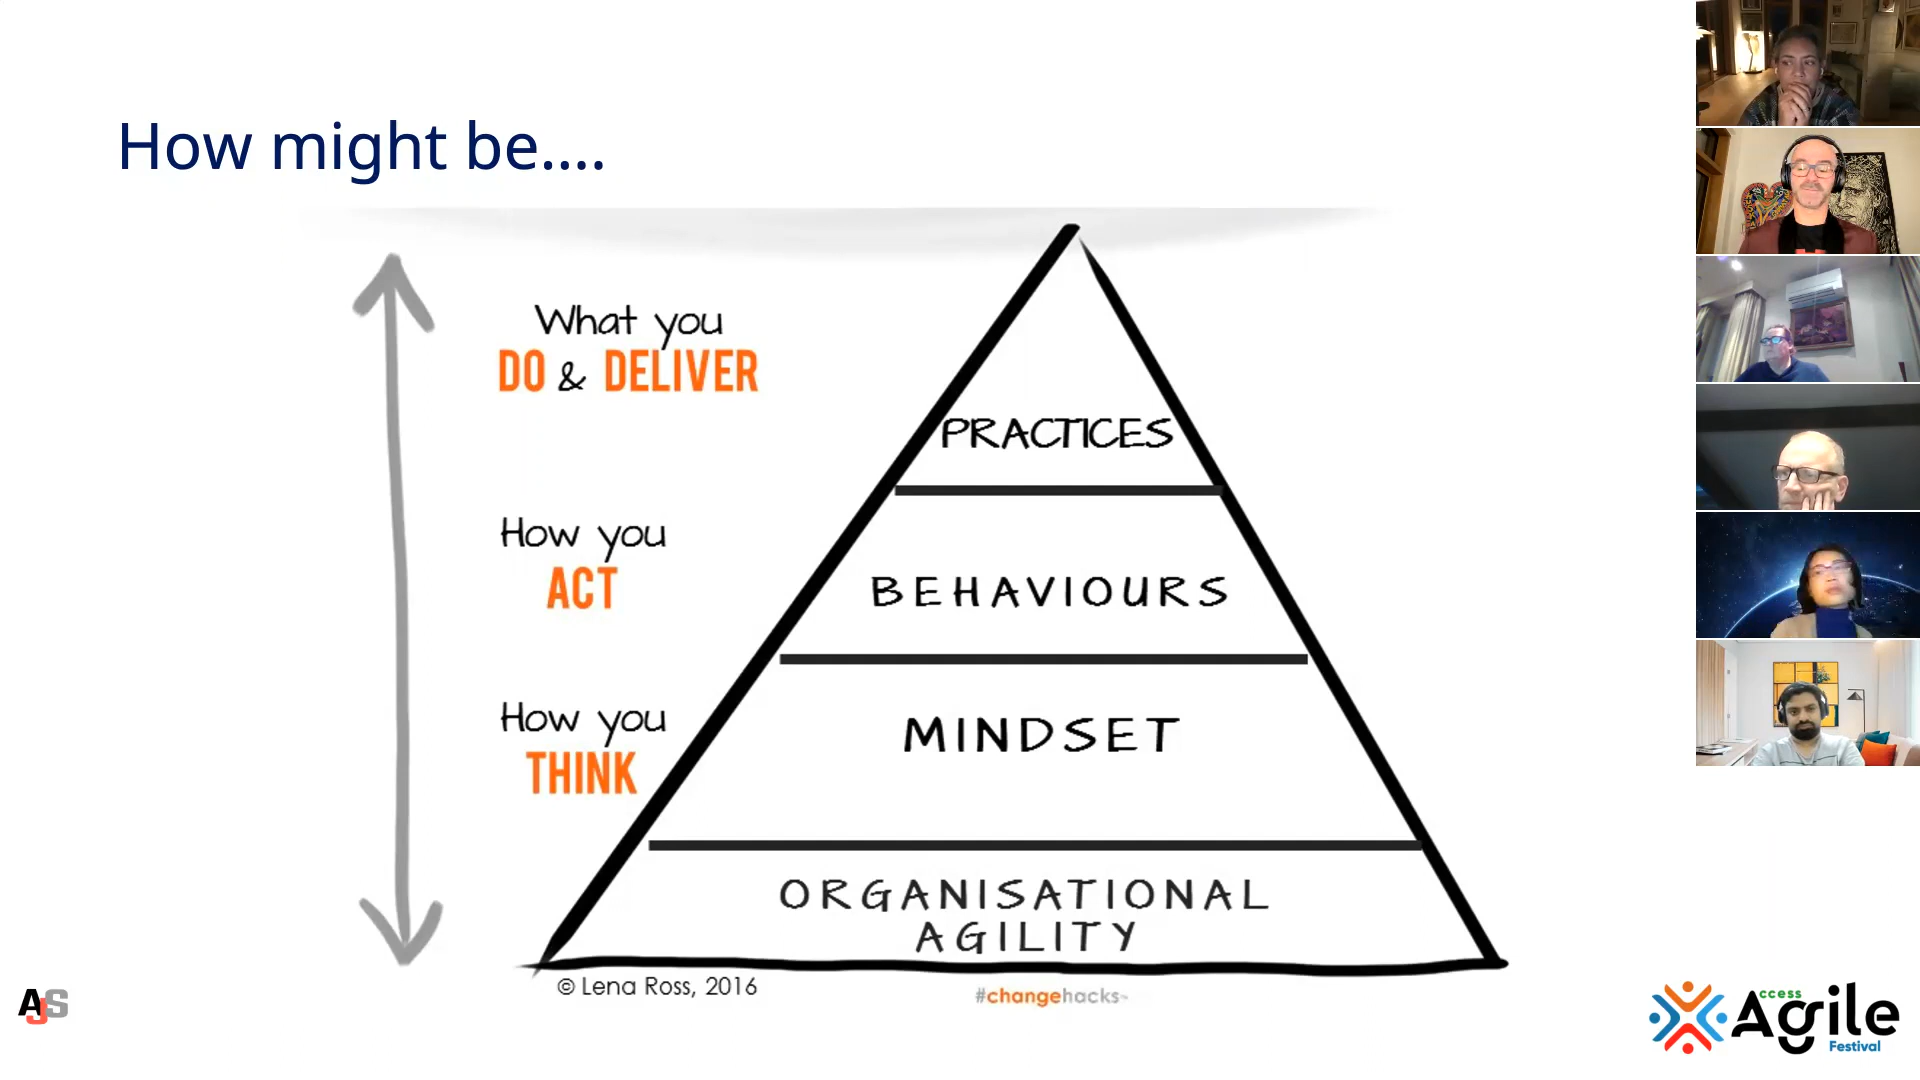 How might be....
What you
DO & DELIVER
PRACTICES
How you
ACT
BEHAVIOURS
How you
THINK
MINDSET
ORGANISATIONAL
AGILITY
© Lena Ross, 2016
#changehacks
AJS
Access
Agile
Festival